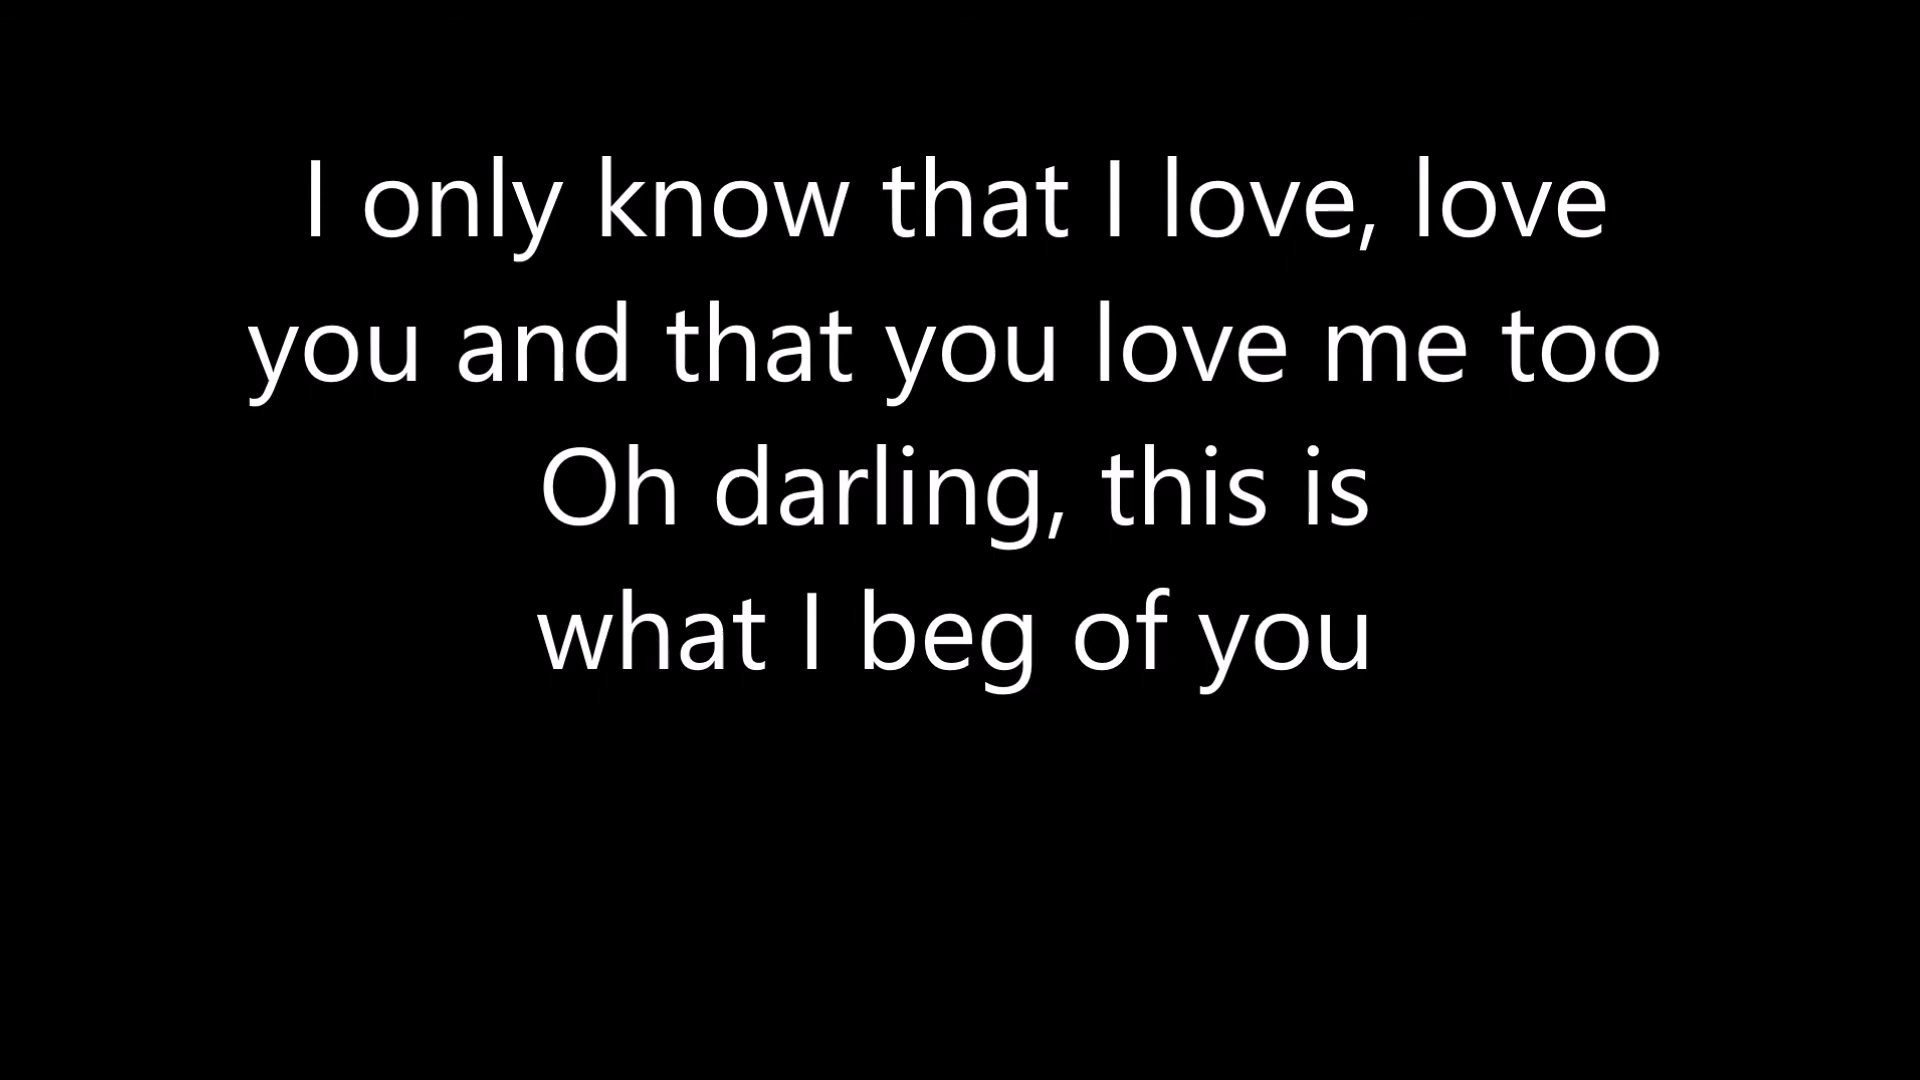 I only know that I love, love
you and that you love me too
Oh darling, this is
what I beg of you